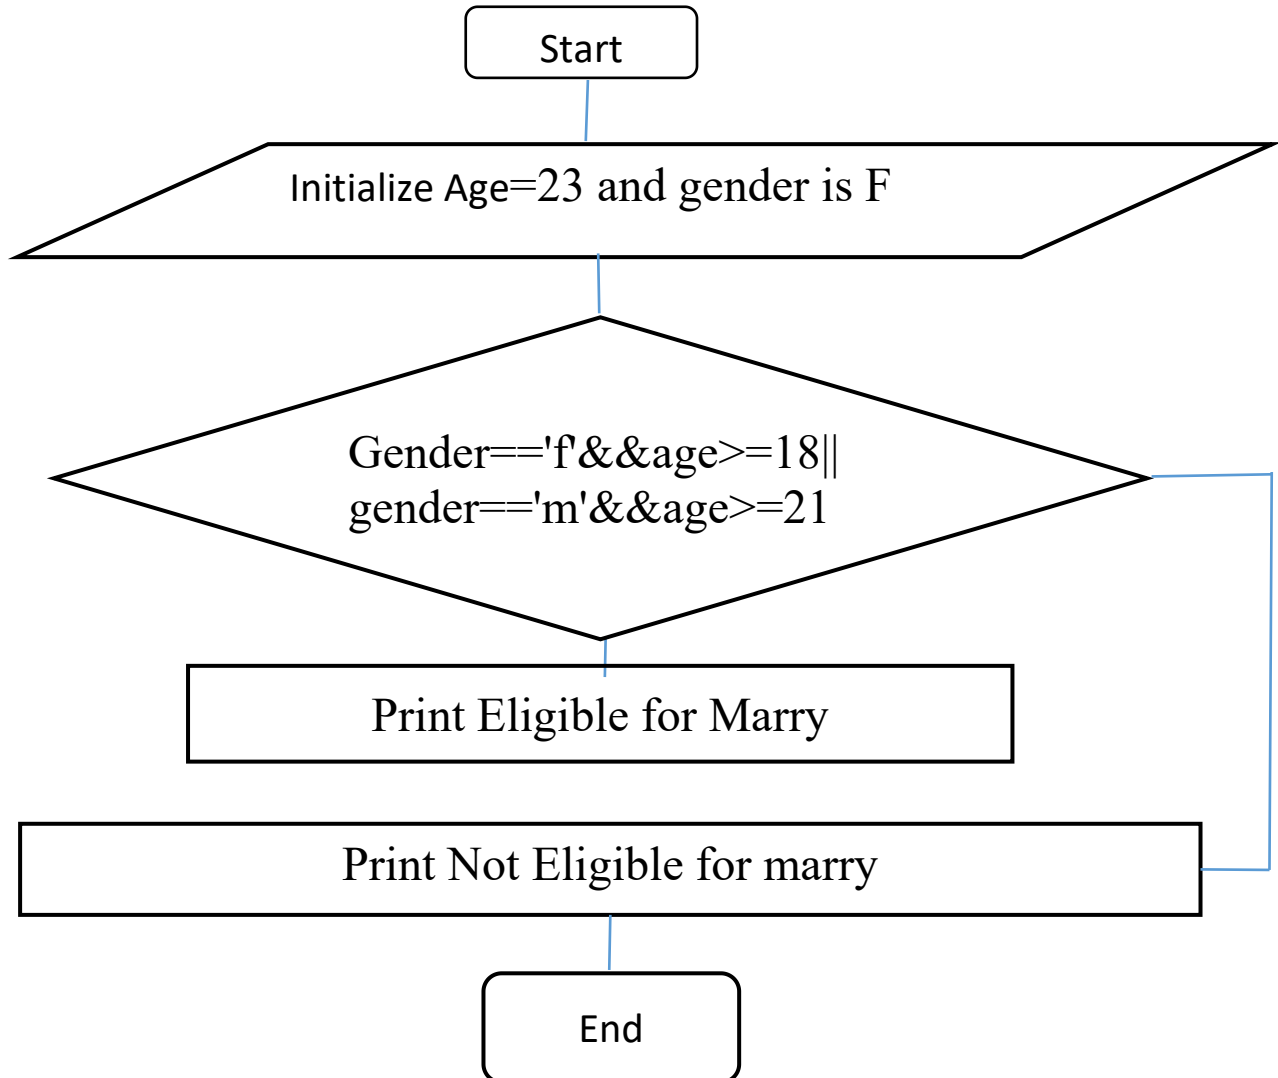 Start
Initialize Age=23 and gender is F
Gender=='f'&&age>=18||
gender=='m'&&age>=21
Print Eligible for Marry
Print Not Eligible for marry
End